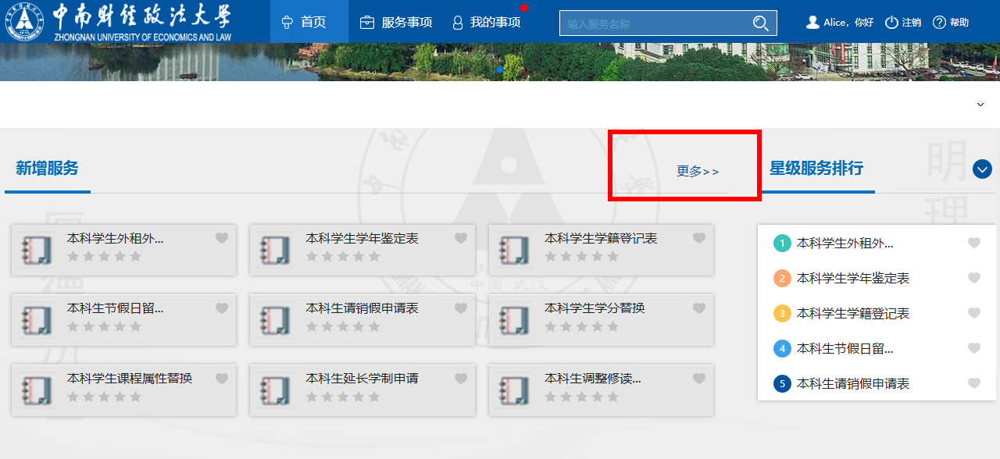 中南财经政法大学
ZHONGNAN UNIVERSITY OF ECONOMICS AND LAW
首页
服务事项
我的事项
输入服务名称
Alice，你好
注销
帮助
新增服务
更多>>
星级服务排行
明理
厚德
中国 武汉
本科学生外租外...
本科学生学年鉴定表
本科学生学籍登记表
本科生节假日留...
本科生请销假申请表
本科学生学分替换
本科学生课程属性替换
本科生延长学制申请
本科生调整修读...
1 本科学生外租外...
2 本科学生学年鉴定表
3 本科学生学籍登记表
4 本科生节假日留...
5 本科生请销假申请表